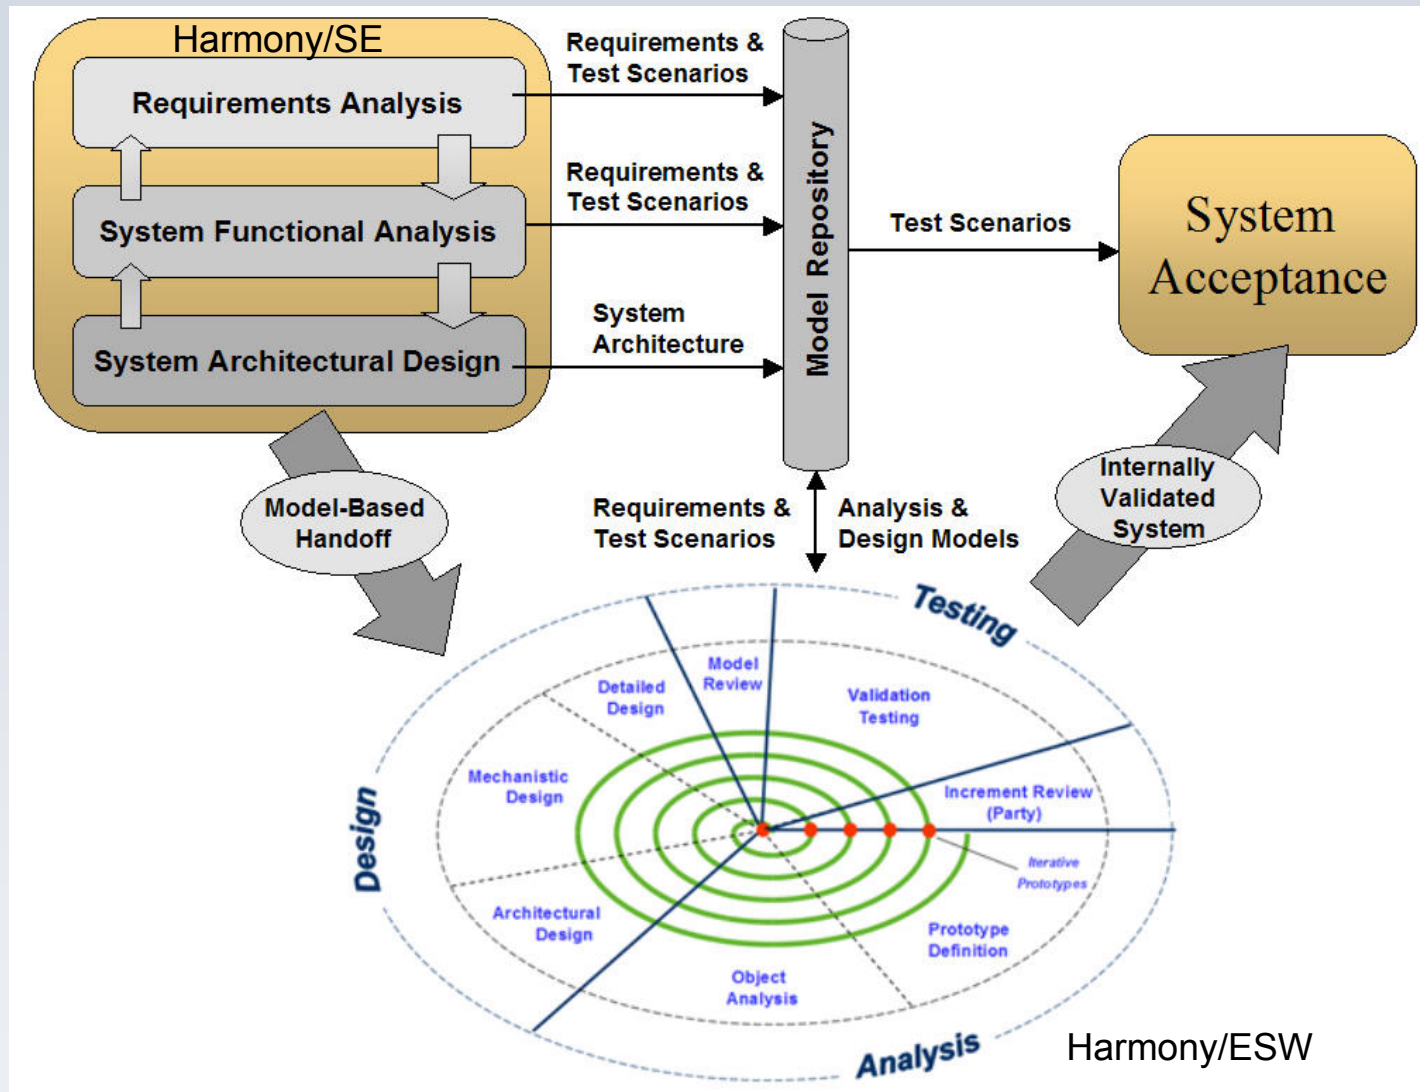 Harmony/SE
Requirements Analysis
System Functional Analysis
System Architectural Design
Requirements &
Test Scenarios
Requirements &
Test Scenarios
System
Architecture
Model Repository
Test Scenarios
System
Acceptance
Model-Based
Handoff
Requirements &
Test Scenarios
Analysis &
Design Models
Internally
Validated
System
Testing
Model
Review
Detailed
Design
Validation
Testing
Mechanistic
Design
Increment Review
(Party)
Design
Iterative
Prototypes
Architectural
Design
Prototype
Definition
Object
Analysis
Analysis
Harmony/ESW